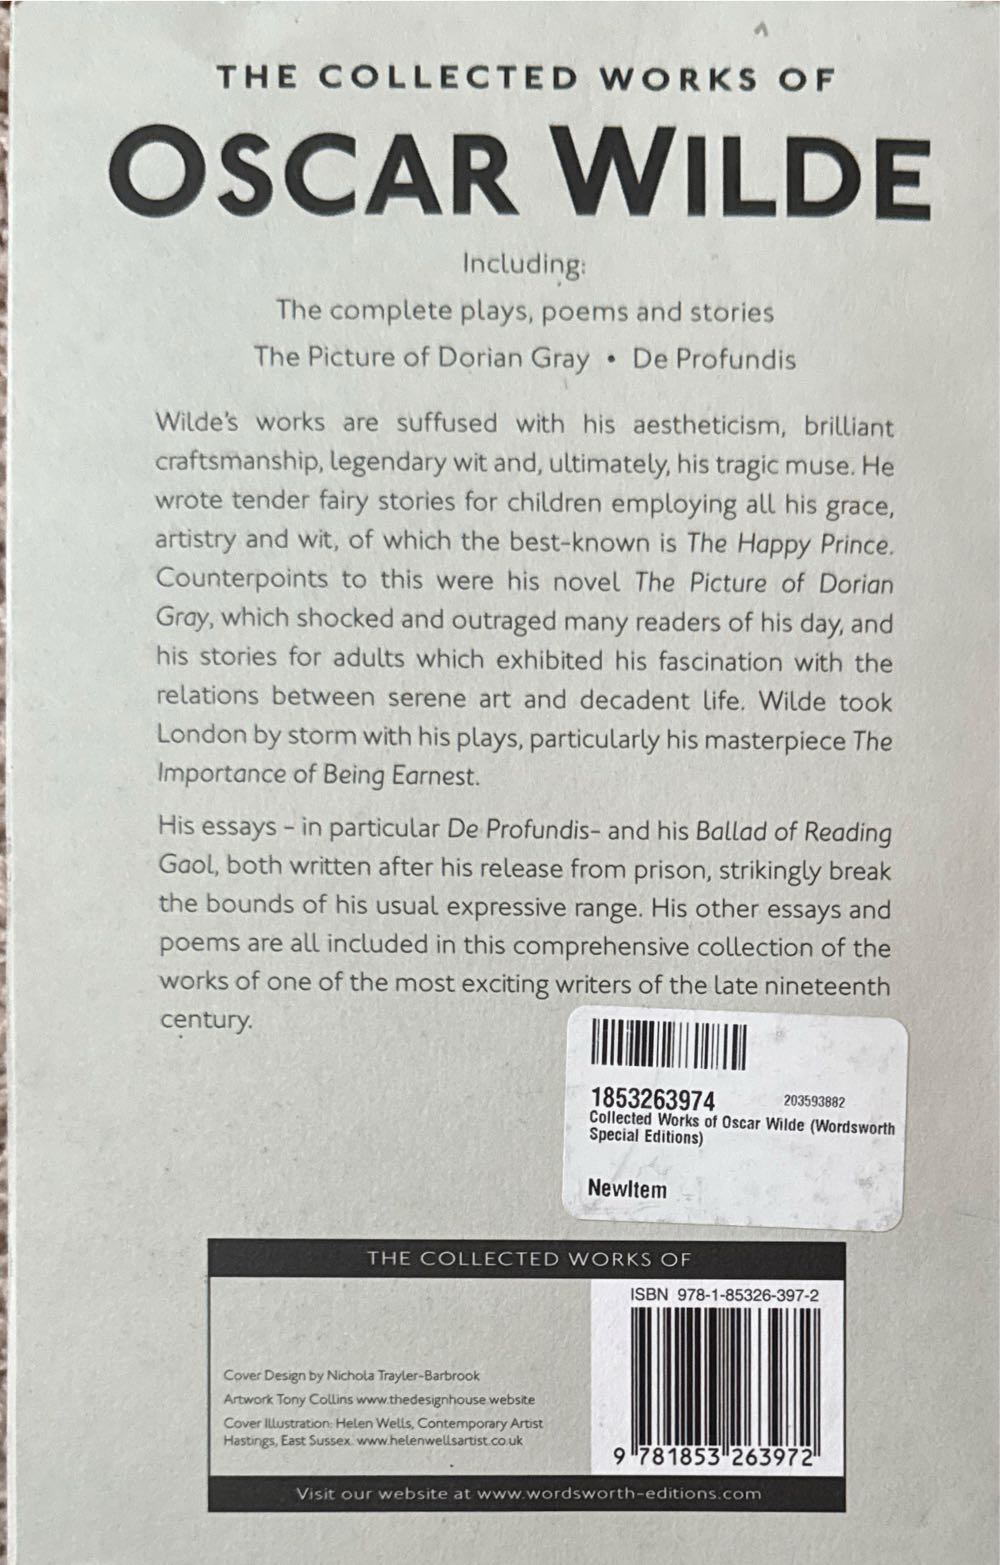 THE COLLECTED WORKS OF
OSCAR WILDE
Including:
The complete plays, poems and stories
The Picture of Dorian Gray • De Profundis
Wilde's works are suffused with his aestheticism, brilliant
craftsmanship, legendary wit and, ultimately, his tragic muse. He
wrote tender fairy stories for children employing all his grace,
artistry and wit, of which the best-known is The Happy Prince.
Counterpoints to this were his novel The Picture of Dorian
Gray, which shocked and outraged many readers of his day, and
his stories for adults which exhibited his fascination with the
relations between serene art and decadent life. Wilde took
London by storm with his plays, particularly his masterpiece The
Importance of Being Earnest.
His essays – in particular De Profundis– and his Ballad of Reading
Gaol, both written after his release from prison, strikingly break
the bounds of his usual expressive range. His other essays and
poems are all included in this comprehensive collection of the
works of one of the most exciting writers of the late nineteenth
century.
1853263974 203593882
Collected Works of Oscar Wilde (Wordsworth
Special Editions)
NewItem
THE COLLECTED WORKS OF
ISBN 978-1-85326-397-2
Cover Design by Nichola Trayler-Barbrook
Artwork Tony Collins www.thedesignhouse.website
Cover Illustration: Helen Wells, Contemporary Artist
Hastings, East Sussex. www.helenwellsartist.co.uk
9 781853 263972
Visit our website at www.wordsworth-editions.com